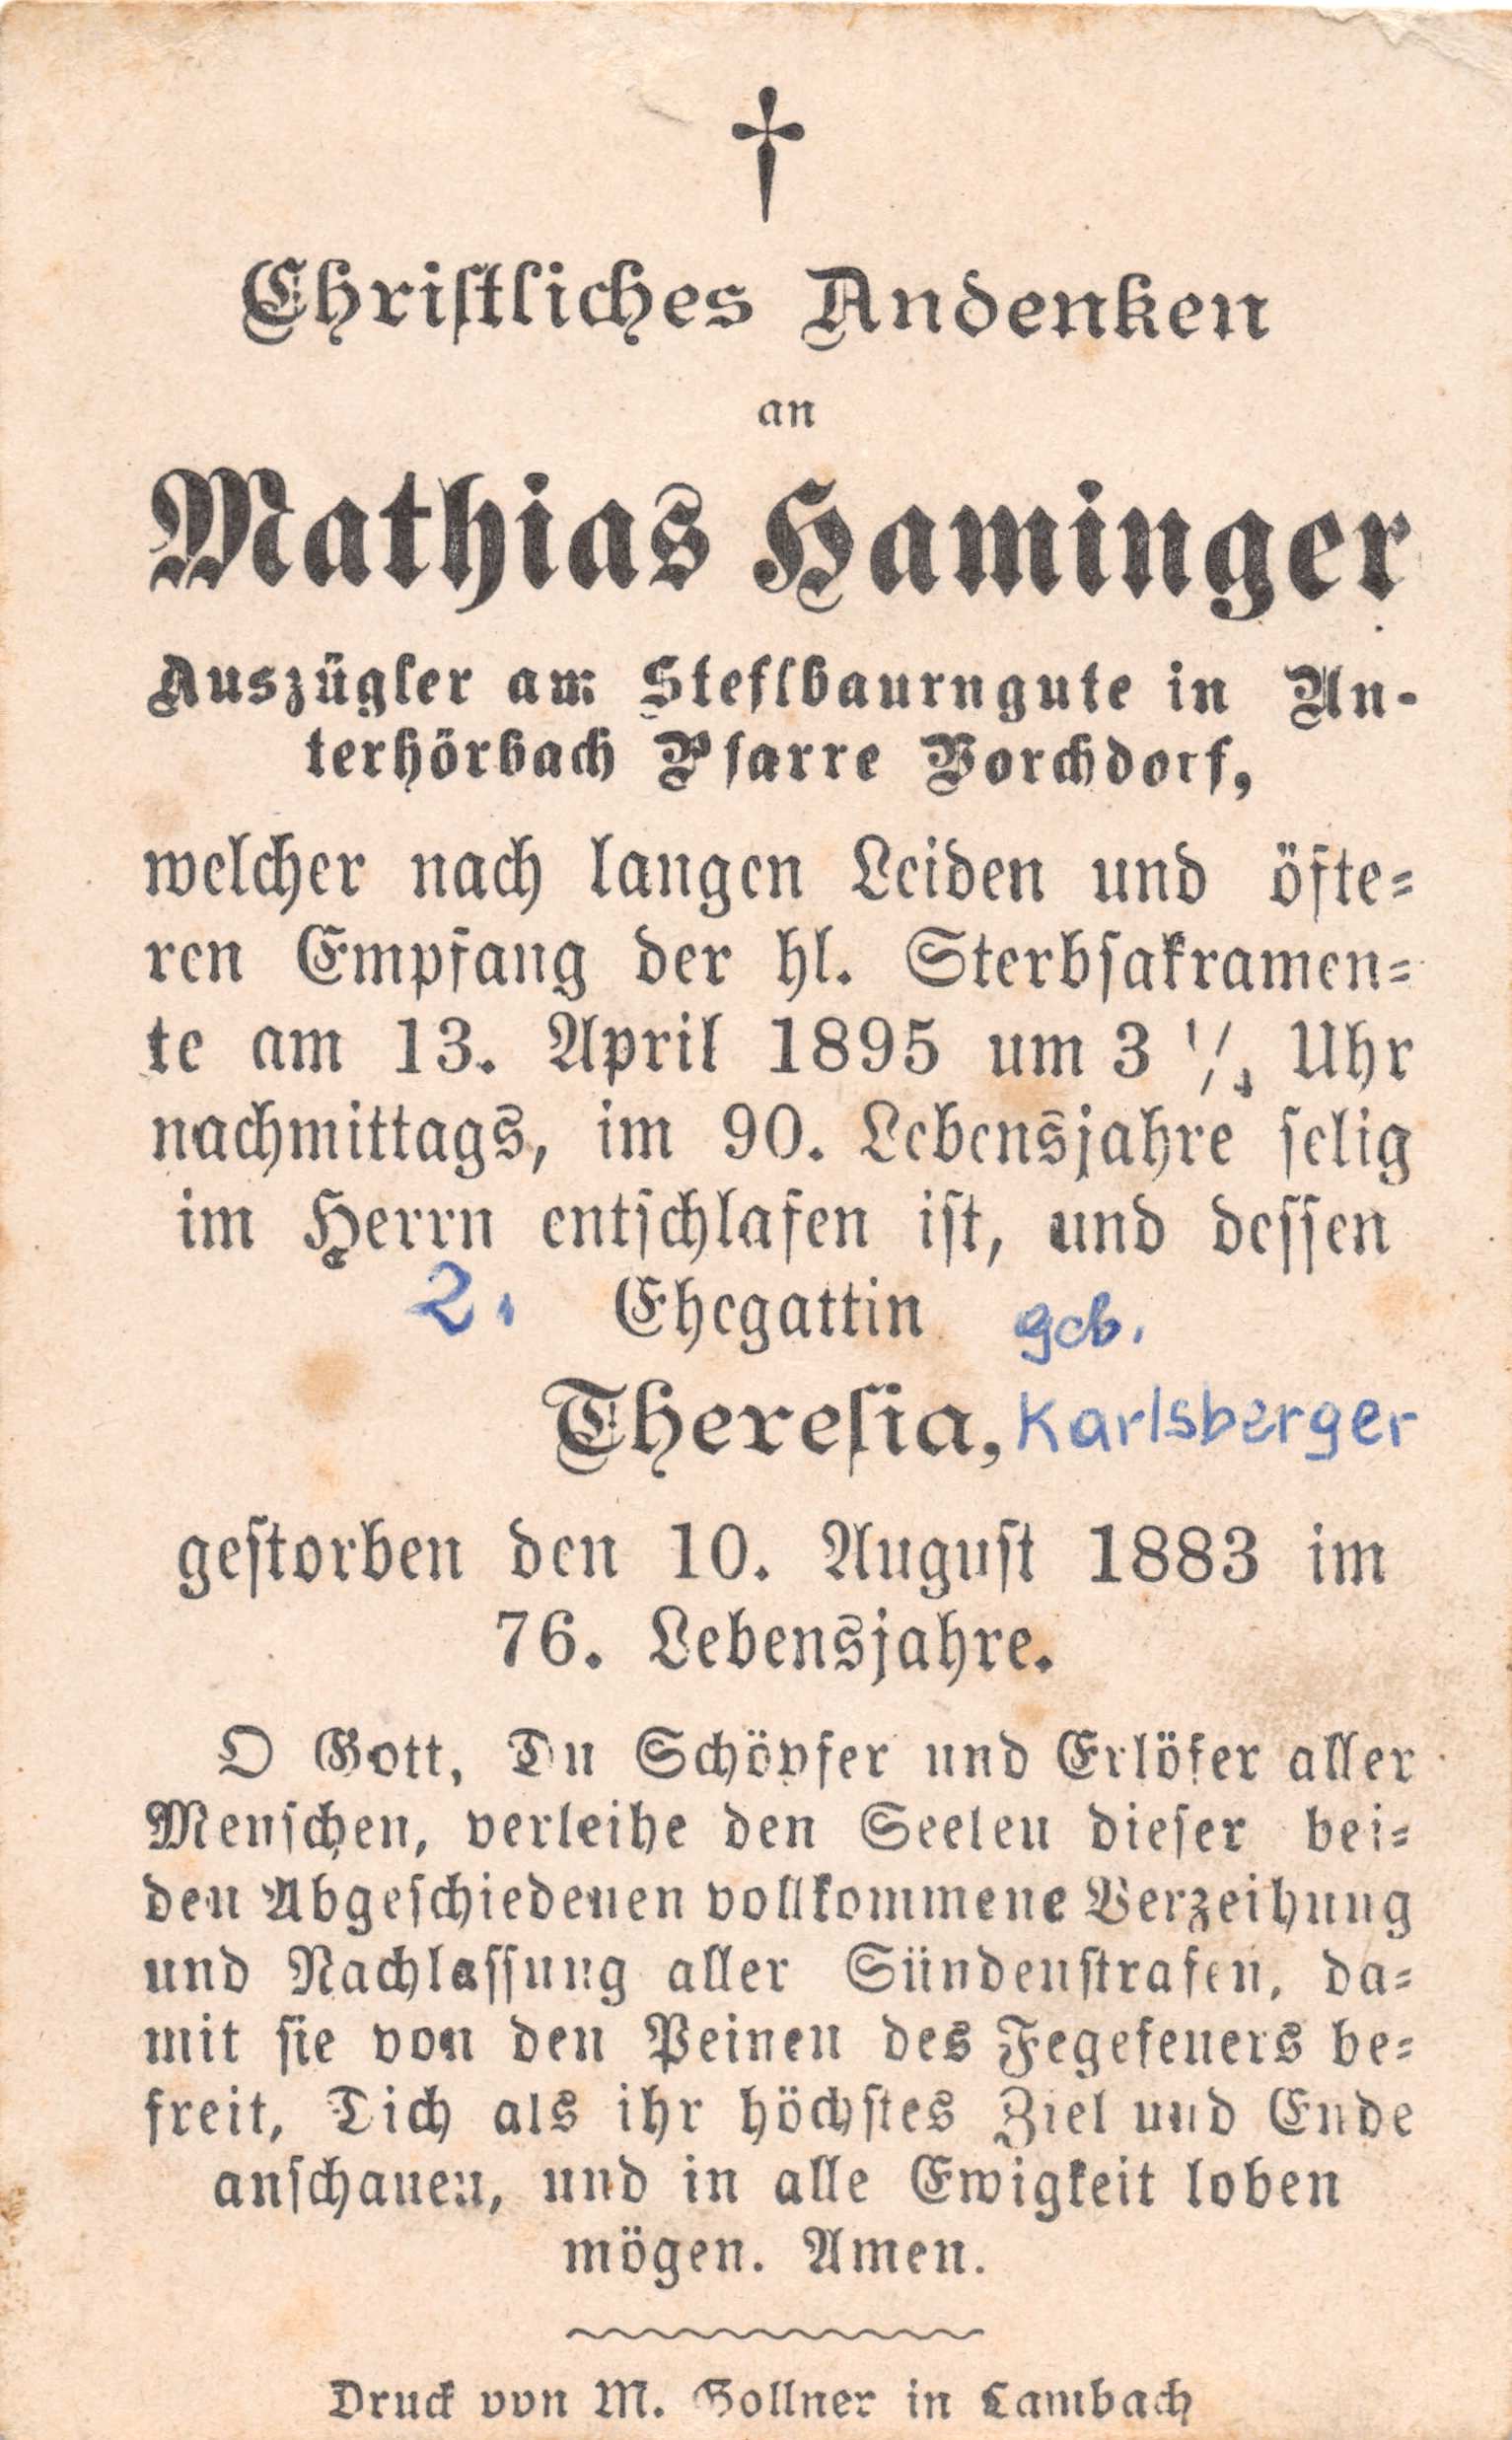 Christliches Andenken
an
Mathias Haminger
Auszügler am Steflbaurngute in Un-
terhörbach Pfarre Vorchdorf,
welcher nach langen Leiden und öfte-
ren Empfang der hl. Sterbsakramen-
te am 13. April 1895 um 3 1/4 Uhr
nachmittags, im 90. Lebensjahre selig
im Herrn entschlafen ist, und dessen
2. Ehegattin geb.
Theresia, Karlsberger
gestorben den 10. August 1883 im
76. Lebensjahre.
O Gott, Du Schöpfer und Erlöser aller
Menschen, verleihe den Seelen dieser bei-
den Abgeschiedenen vollkommene Verzeihung
und Nachlassung aller Sündenstrafen, da-
mit sie von den Peinen des Fegefeuers be-
freit, Dich als ihr höchstes Ziel und Ende
anschauen, und in alle Ewigkeit loben
mögen. Amen.
Druck von M. Gollner in Lambach